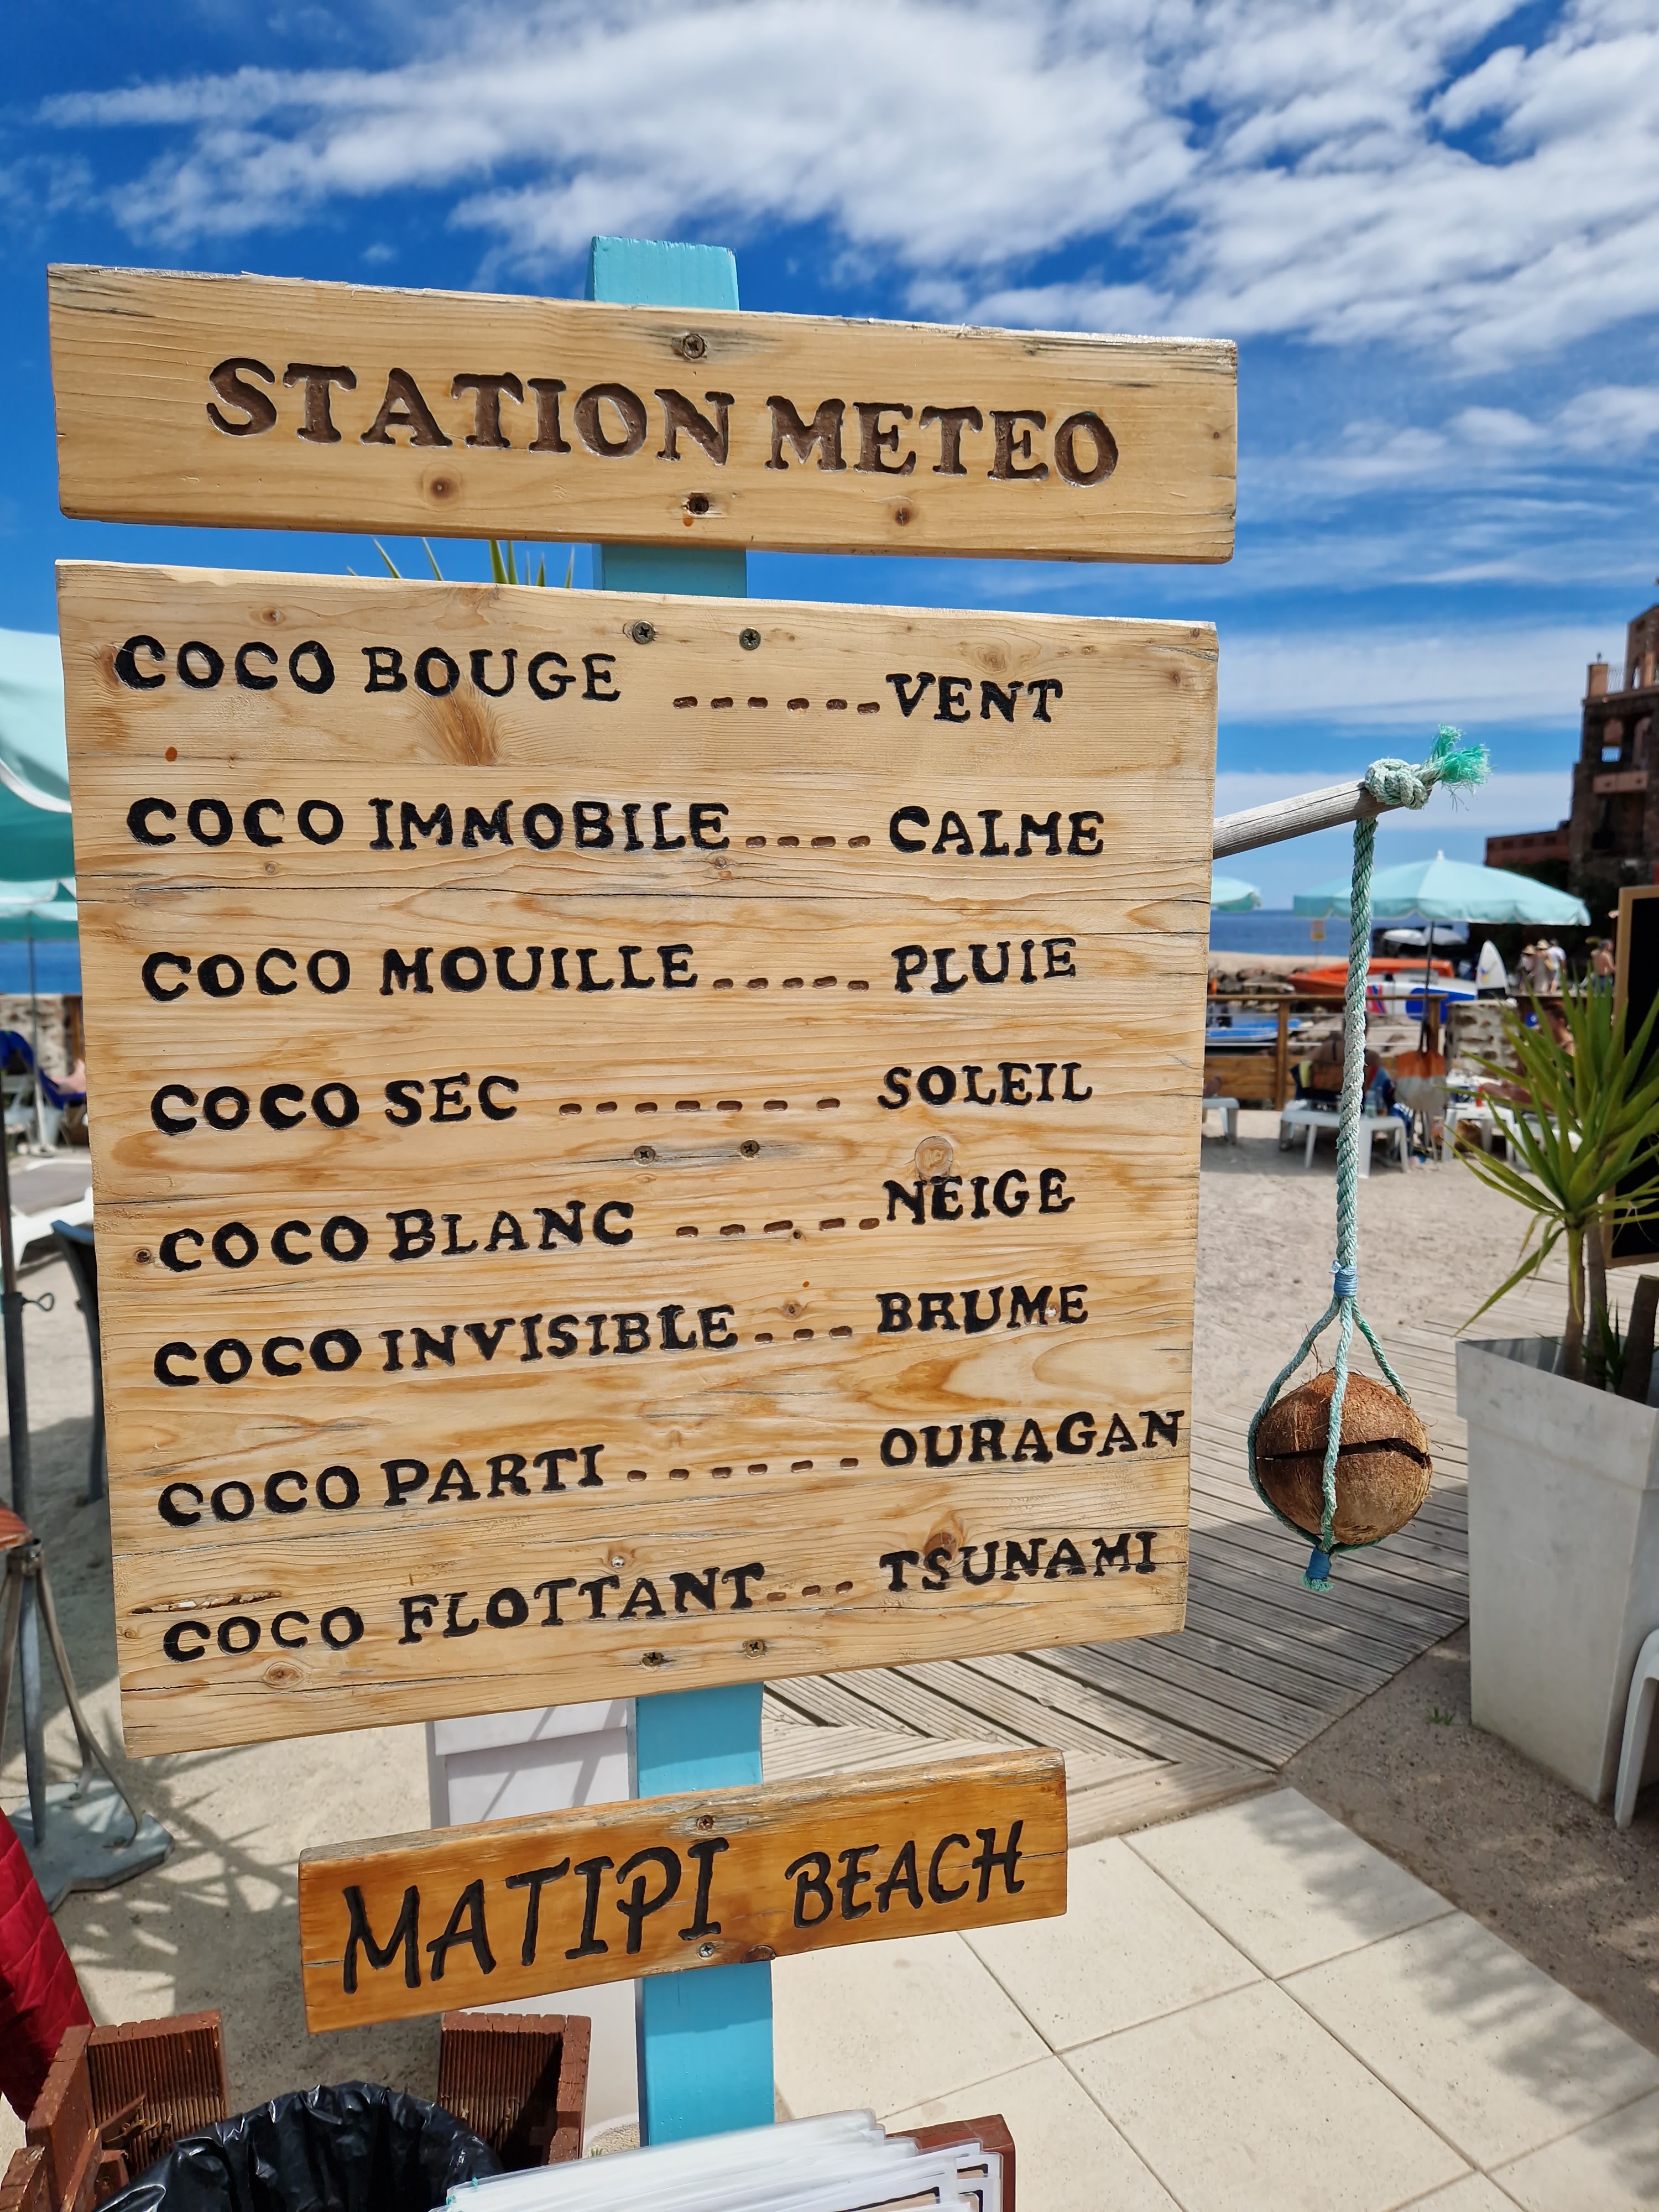 STATION METEO
COCO BOUGE ------ VENT
COCO IMMOBILE ---- CALME
COCO MOUILLE ----- PLUIE
COCO SEC ------- SOLEIL
COCO BLANC ----- NEIGE
COCO INVISIBLE --- BRUME
COCO PARTI ------ OURAGAN
COCO FLOTTANT --- TSUNAMI
MATIPI BEACH